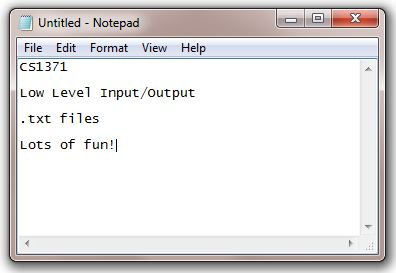 Untitled - Notepad
File Edit Format View Help
CS1371
Low Level Input/Output
.txt files
Lots of fun!